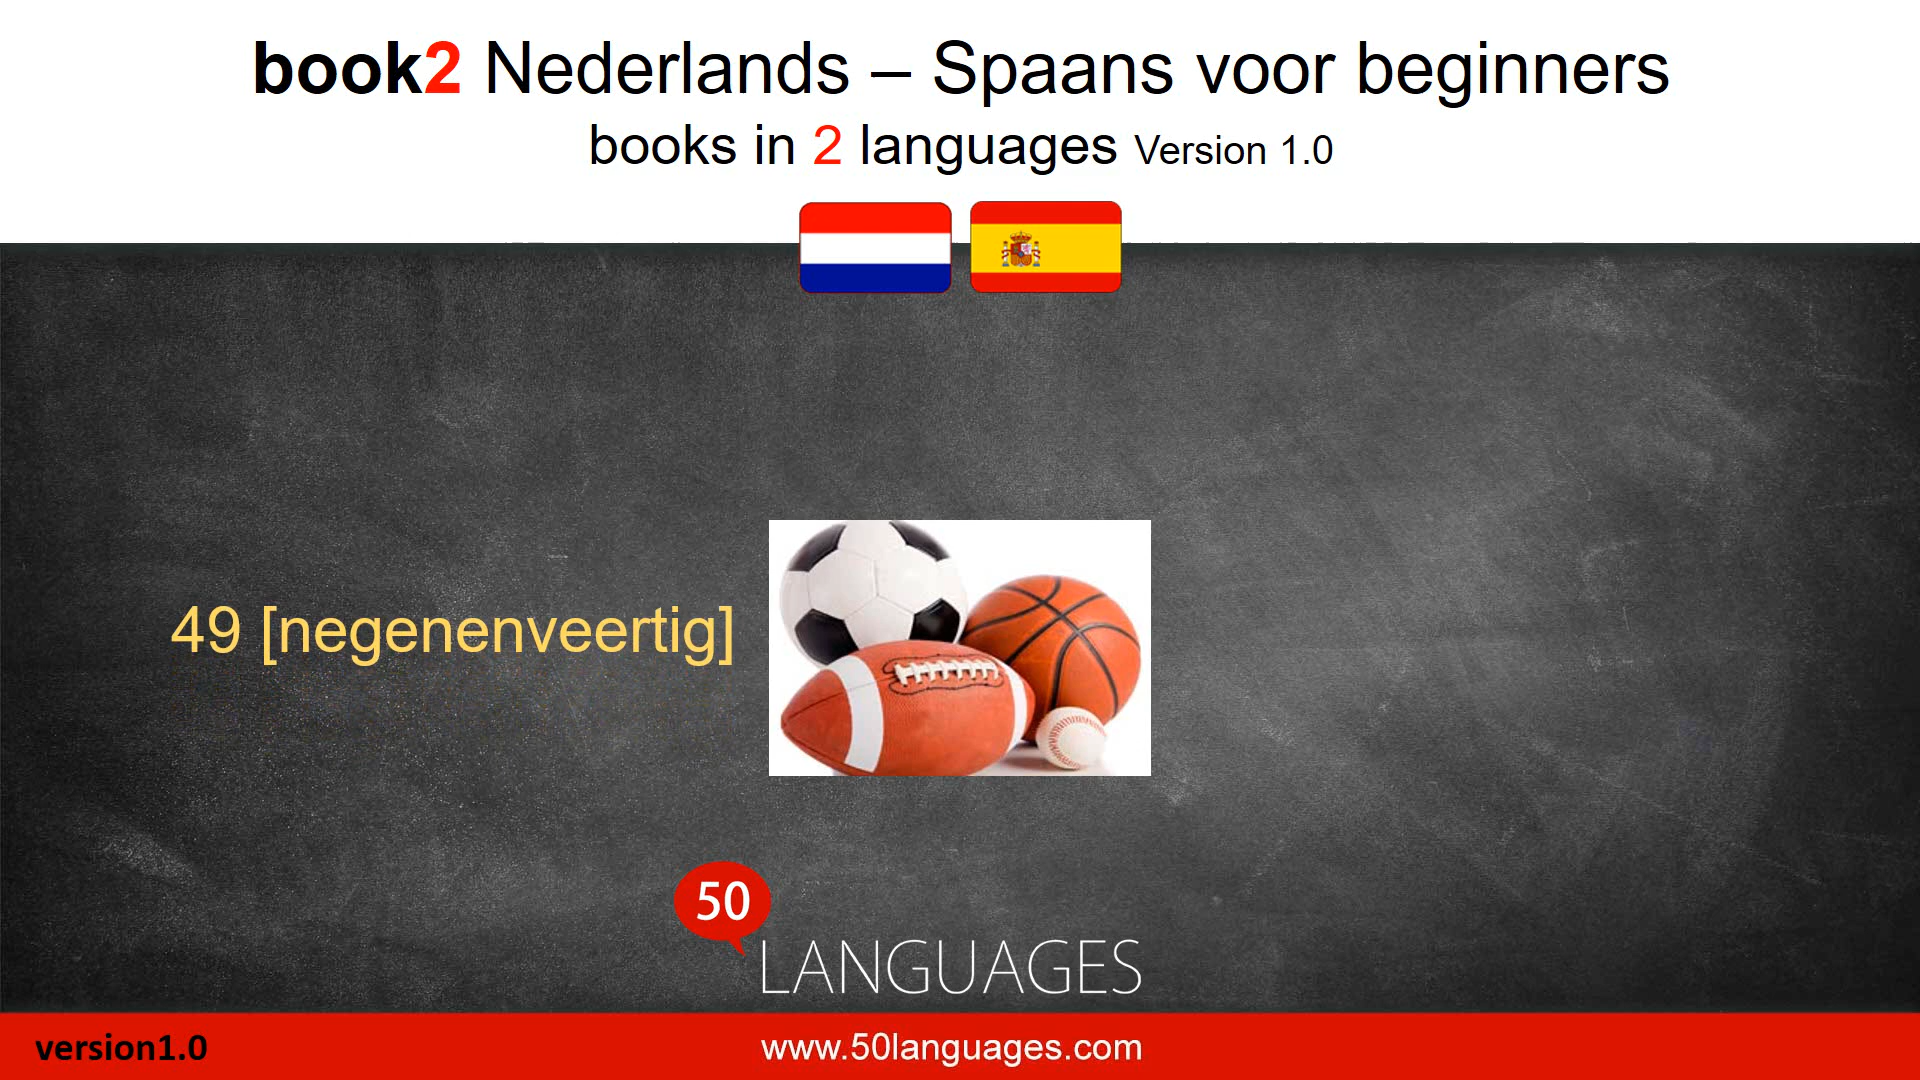 book2 Nederlands – Spaans voor beginners
books in 2 languages Version 1.0
49 [negenenveertig]
50
LANGUAGES
version1.0
www.50languages.com